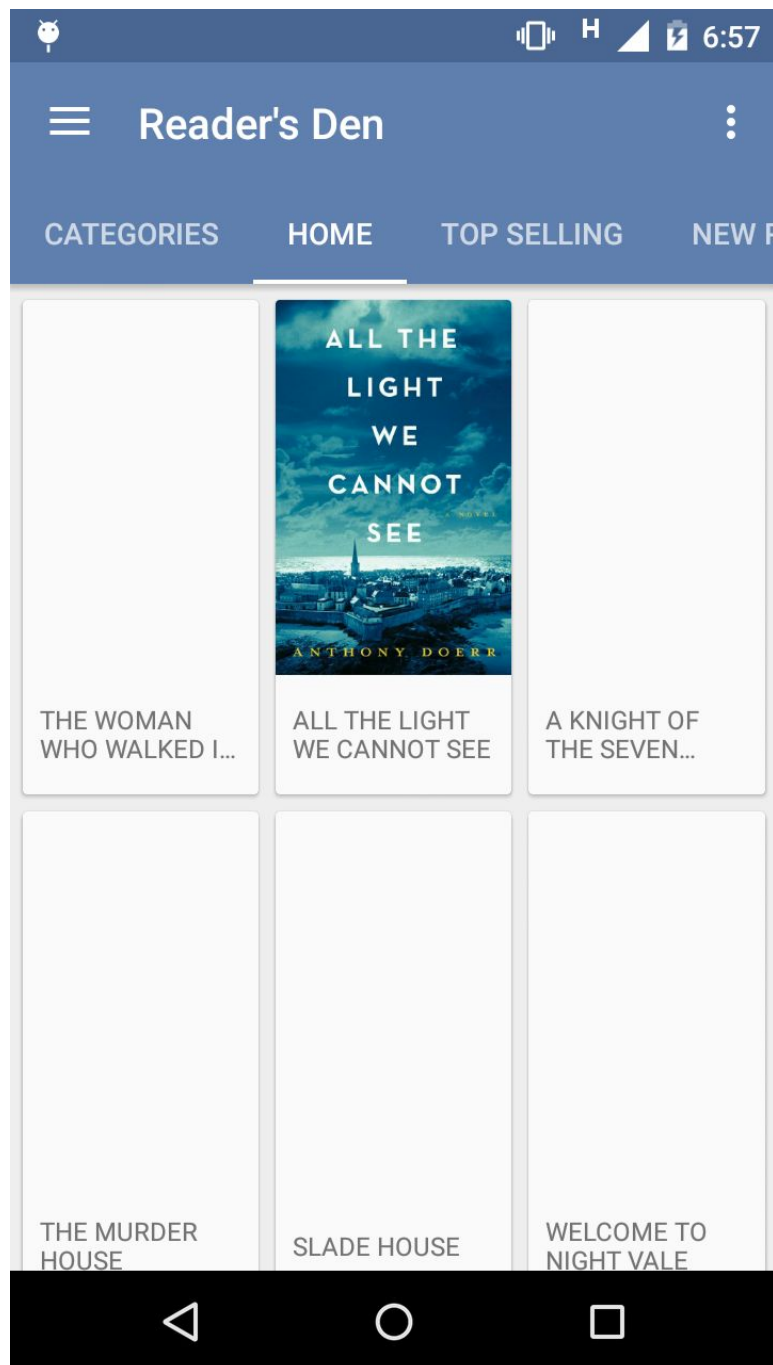 H 6:57
Reader's Den
CATEGORIES HOME TOP SELLING NEW
ALL THE
LIGHT
WE
CANNOT
A NOVEL
SEE
ANTHONY DOERR
THE WOMAN
WHO WALKED I...
ALL THE LIGHT
WE CANNOT SEE
A KNIGHT OF
THE SEVEN...
THE MURDER
HOUSE
SLADE HOUSE
WELCOME TO
NIGHT VALE